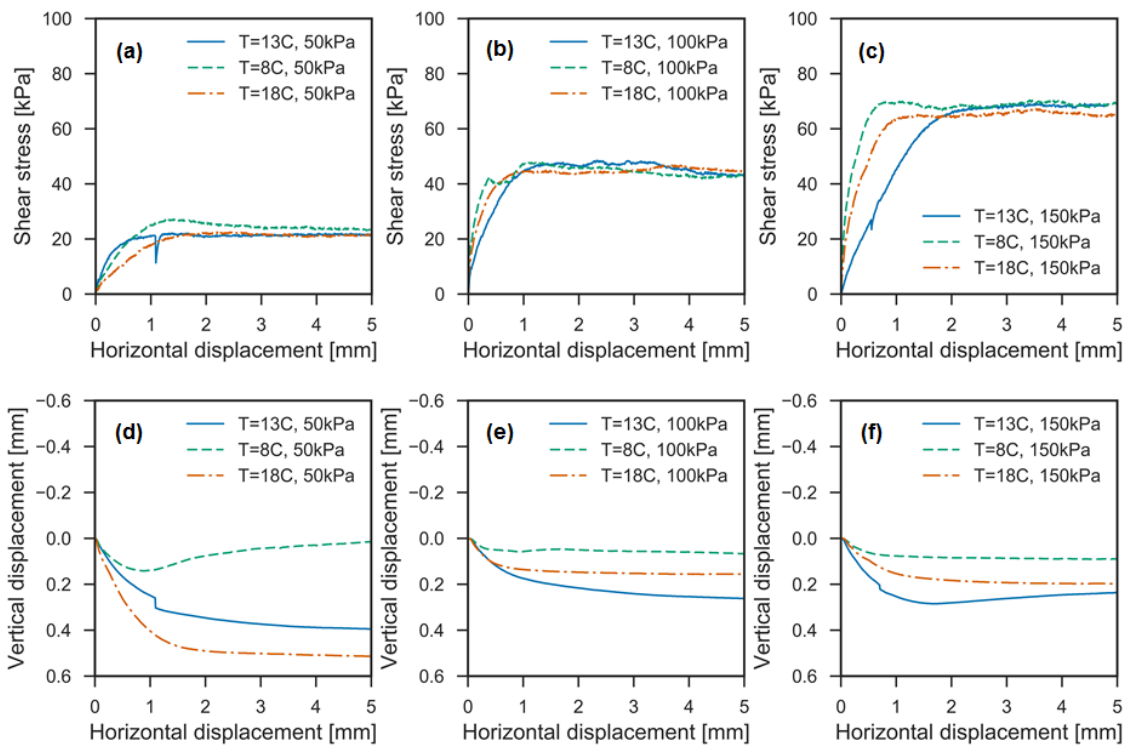 (a)
T=13C, 50kPa
T=8C, 50kPa
T=18C, 50kPa
Shear stress [kPa]
100
80
60
40
20
0
0 1 2 3 4 5
Horizontal displacement [mm]
(b)
T=13C, 100kPa
T=8C, 100kPa
T=18C, 100kPa
Shear stress [kPa]
100
80
60
40
20
0
0 1 2 3 4 5
Horizontal displacement [mm]
(c)
T=13C, 150kPa
T=8C, 150kPa
T=18C, 150kPa
Shear stress [kPa]
100
80
60
40
20
0
0 1 2 3 4 5
Horizontal displacement [mm]
(d)
T=13C, 50kPa
T=8C, 50kPa
T=18C, 50kPa
Vertical displacement [mm]
−0.6
−0.4
−0.2
0.0
0.2
0.4
0.6
0 1 2 3 4 5
Horizontal displacement [mm]
(e)
T=13C, 100kPa
T=8C, 100kPa
T=18C, 100kPa
Vertical displacement [mm]
−0.6
−0.4
−0.2
0.0
0.2
0.4
0.6
0 1 2 3 4 5
Horizontal displacement [mm]
(f)
T=13C, 150kPa
T=8C, 150kPa
T=18C, 150kPa
Vertical displacement [mm]
−0.6
−0.4
−0.2
0.0
0.2
0.4
0.6
0 1 2 3 4 5
Horizontal displacement [mm]